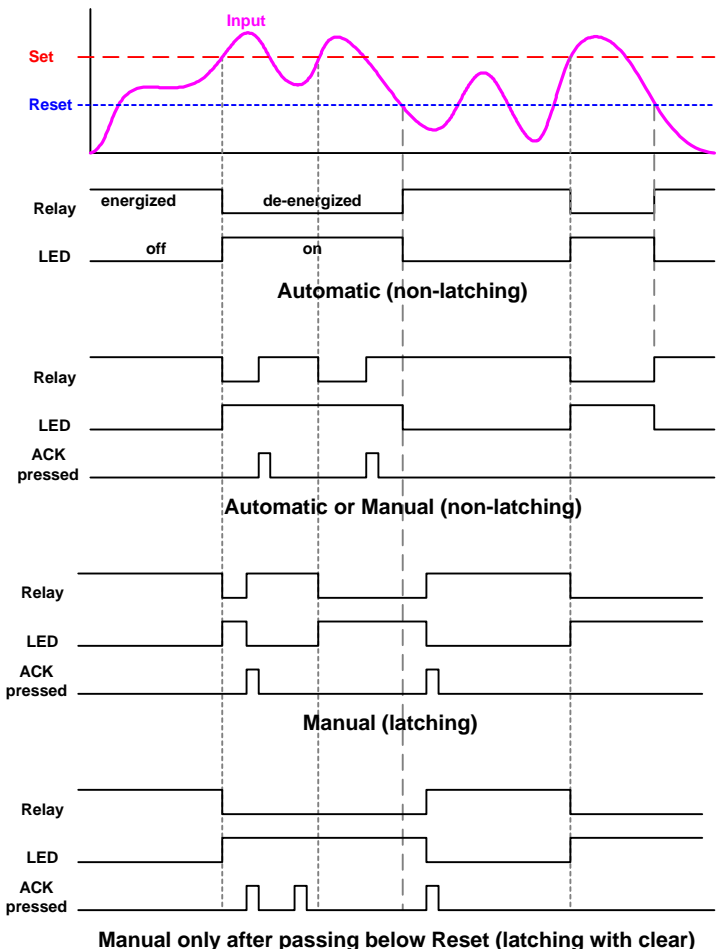 Input
Set
Reset
Relay energized de-energized
LED off on
Automatic (non-latching)
Relay
LED
ACK
pressed
Automatic or Manual (non-latching)
Relay
LED
ACK
pressed
Manual (latching)
Relay
LED
ACK
pressed
Manual only after passing below Reset (latching with clear)